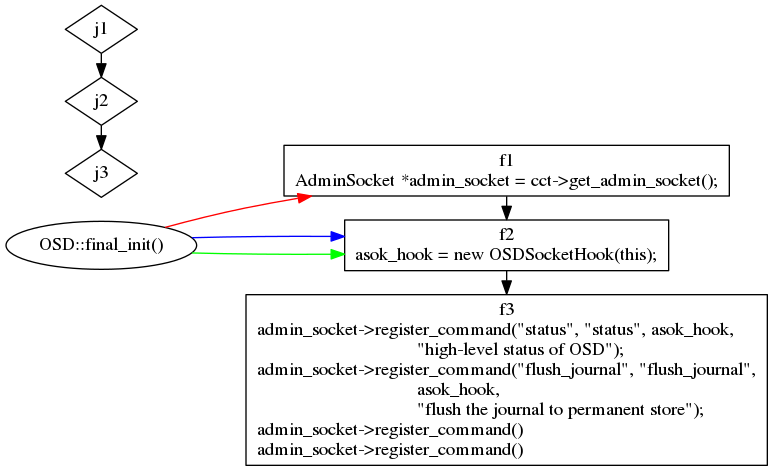 j1
j2
j3
OSD::final_init()
f1
AdminSocket *admin_socket = cct->get_admin_socket();
f2
asok_hook = new OSDSocketHook(this);
f3
admin_socket->register_command("status", "status", asok_hook,
"high-level status of OSD");
admin_socket->register_command("flush_journal", "flush_journal",
asok_hook,
"flush the journal to permanent store");
admin_socket->register_command()
admin_socket->register_command()